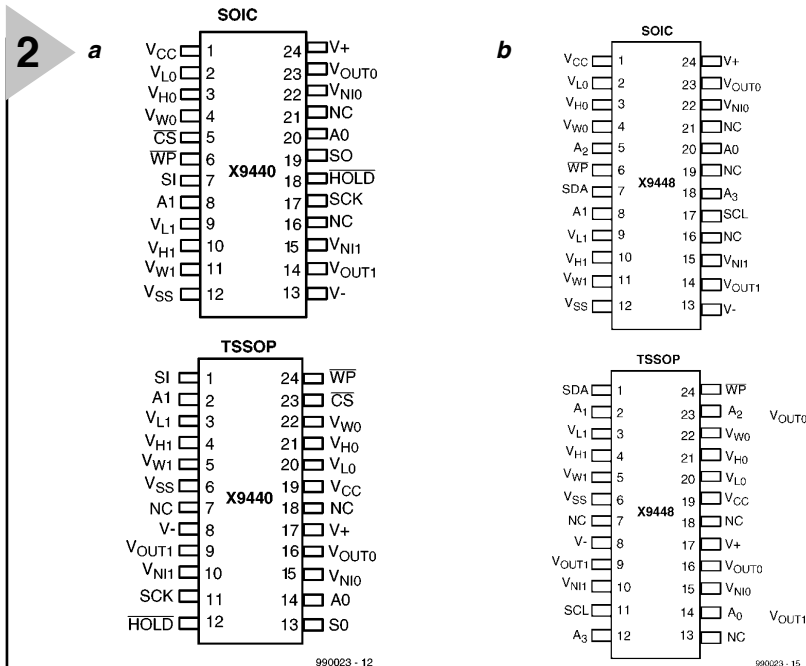 2
a
SOIC
VCC 1 24 V+
VL0 2 23 VOUT0
VH0 3 22 VNI0
VW0 4 21 NC
CS 5 20 A0
WP 6 19 SO
SI 7 18 HOLD
X9440
A1 8 17 SCK
VL1 9 16 NC
VH1 10 15 VNI1
VW1 11 14 VOUT1
VSS 12 13 V-
TSSOP
SI 1 24 WP
A1 2 23 CS
VL1 3 22 VW0
VH1 4 21 VH0
VW1 5 20 VL0
VSS 6 19 VCC
X9440
NC 7 18 NC
V- 8 17 V+
VOUT1 9 16 VOUT0
VNI1 10 15 VNI0
SCK 11 14 A0
HOLD 12 13 S0
990023 - 12
b
SOIC
VCC 1 24 V+
VL0 2 23 VOUT0
VH0 3 22 VNI0
VW0 4 21 NC
A2 5 20 A0
WP 6 19 NC
X9448
SDA 7 18 A3
A1 8 17 SCL
VL1 9 16 NC
VH1 10 15 VNI1
VW1 11 14 VOUT1
VSS 12 13 V-
TSSOP
SDA 1 24 WP
A1 2 23 A2 VOUT0
VL1 3 22 VW0
VH1 4 21 VH0
VW1 5 20 VL0
VSS 6 19 VCC
X9448
NC 7 18 NC
V- 8 17 V+
VOUT1 9 16 VOUT0
VNI1 10 15 VNI0
SCL 11 14 A0 VOUT1
A3 12 13 NC
990023 - 15